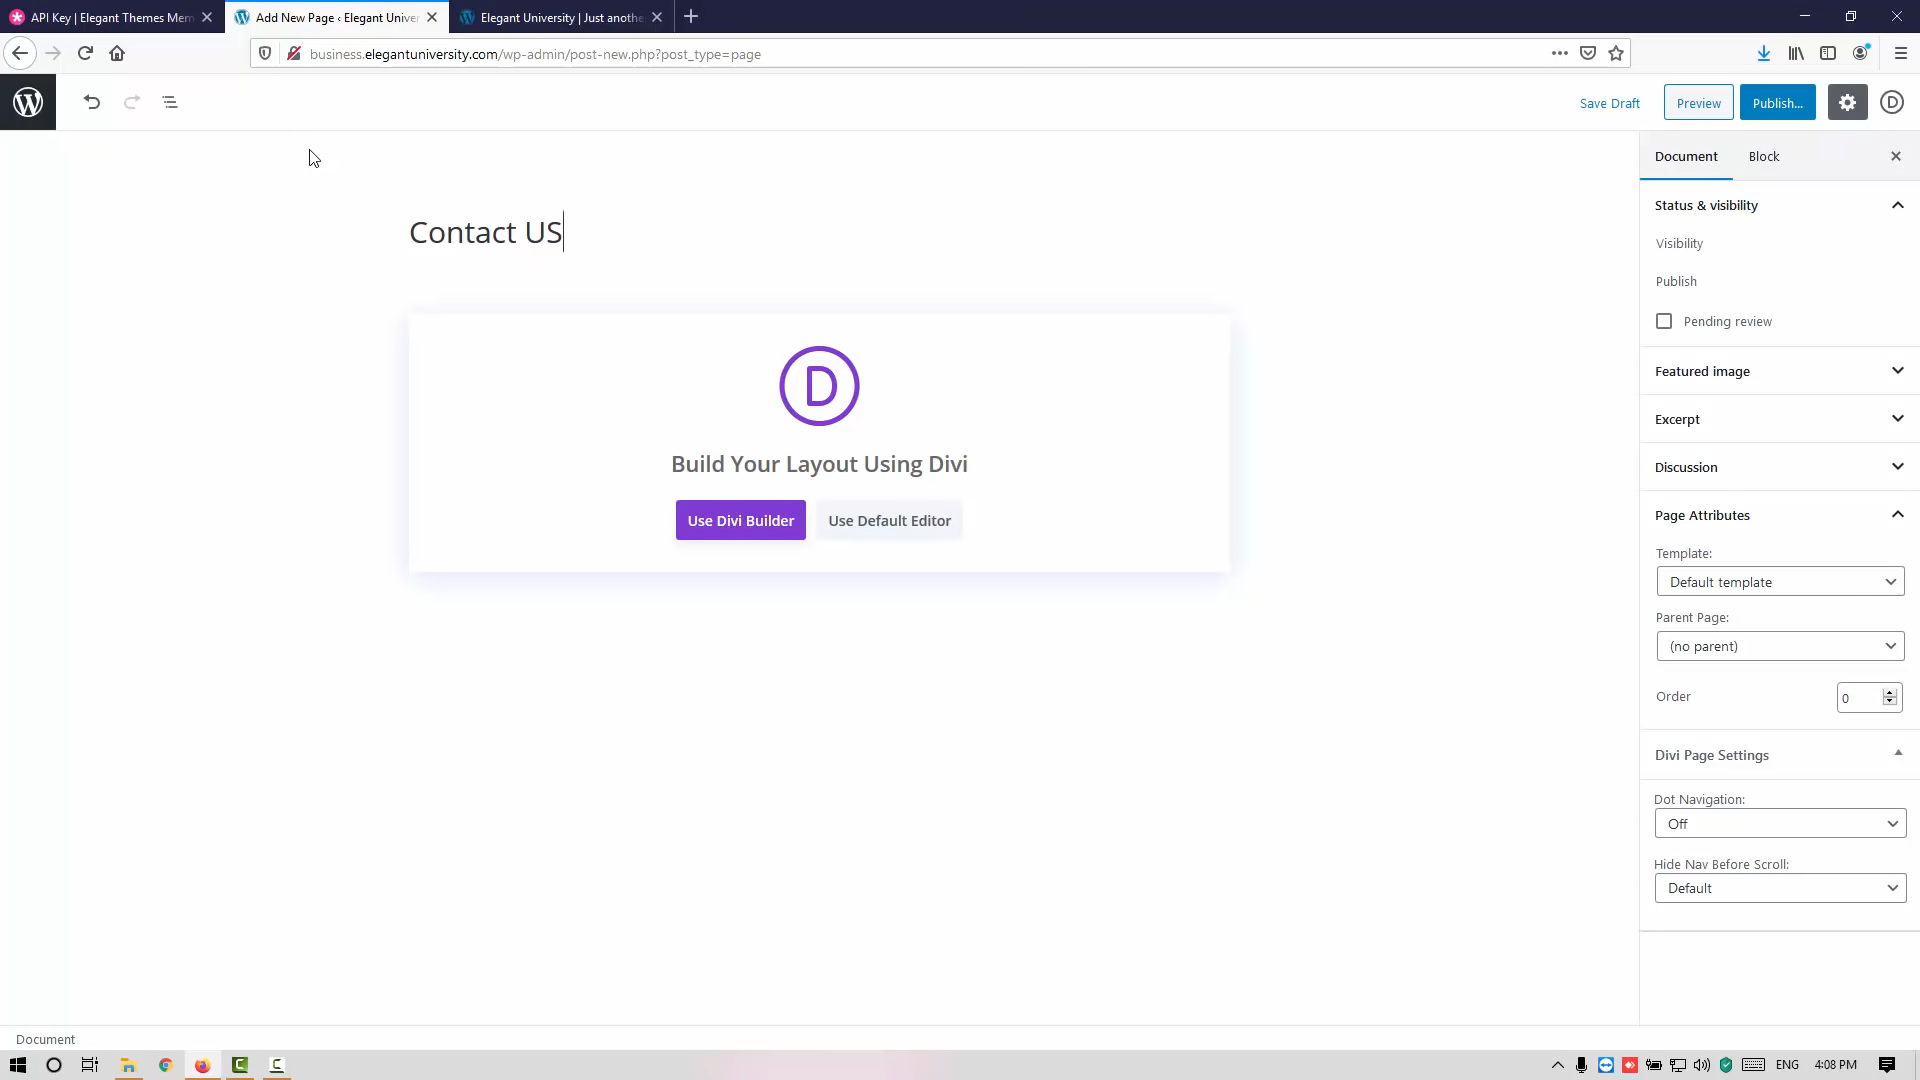 API Key | Elegant Themes Mem
Add New Page ‹ Elegant Univer
Elegant University | Just anothe
business.elegantuniversity.com/wp-admin/post-new.php?post_type=page
Save Draft
Preview
Publish...
D
Document
Block
Status & visibility
Contact US
Visibility
Publish
Pending review
D
Featured image
Excerpt
Build Your Layout Using Divi
Discussion
Use Divi Builder
Use Default Editor
Page Attributes
Template:
Default template
Parent Page:
(no parent)
Order
0
Divi Page Settings
Dot Navigation:
Off
Hide Nav Before Scroll:
Default
Document
ENG
4:08 PM